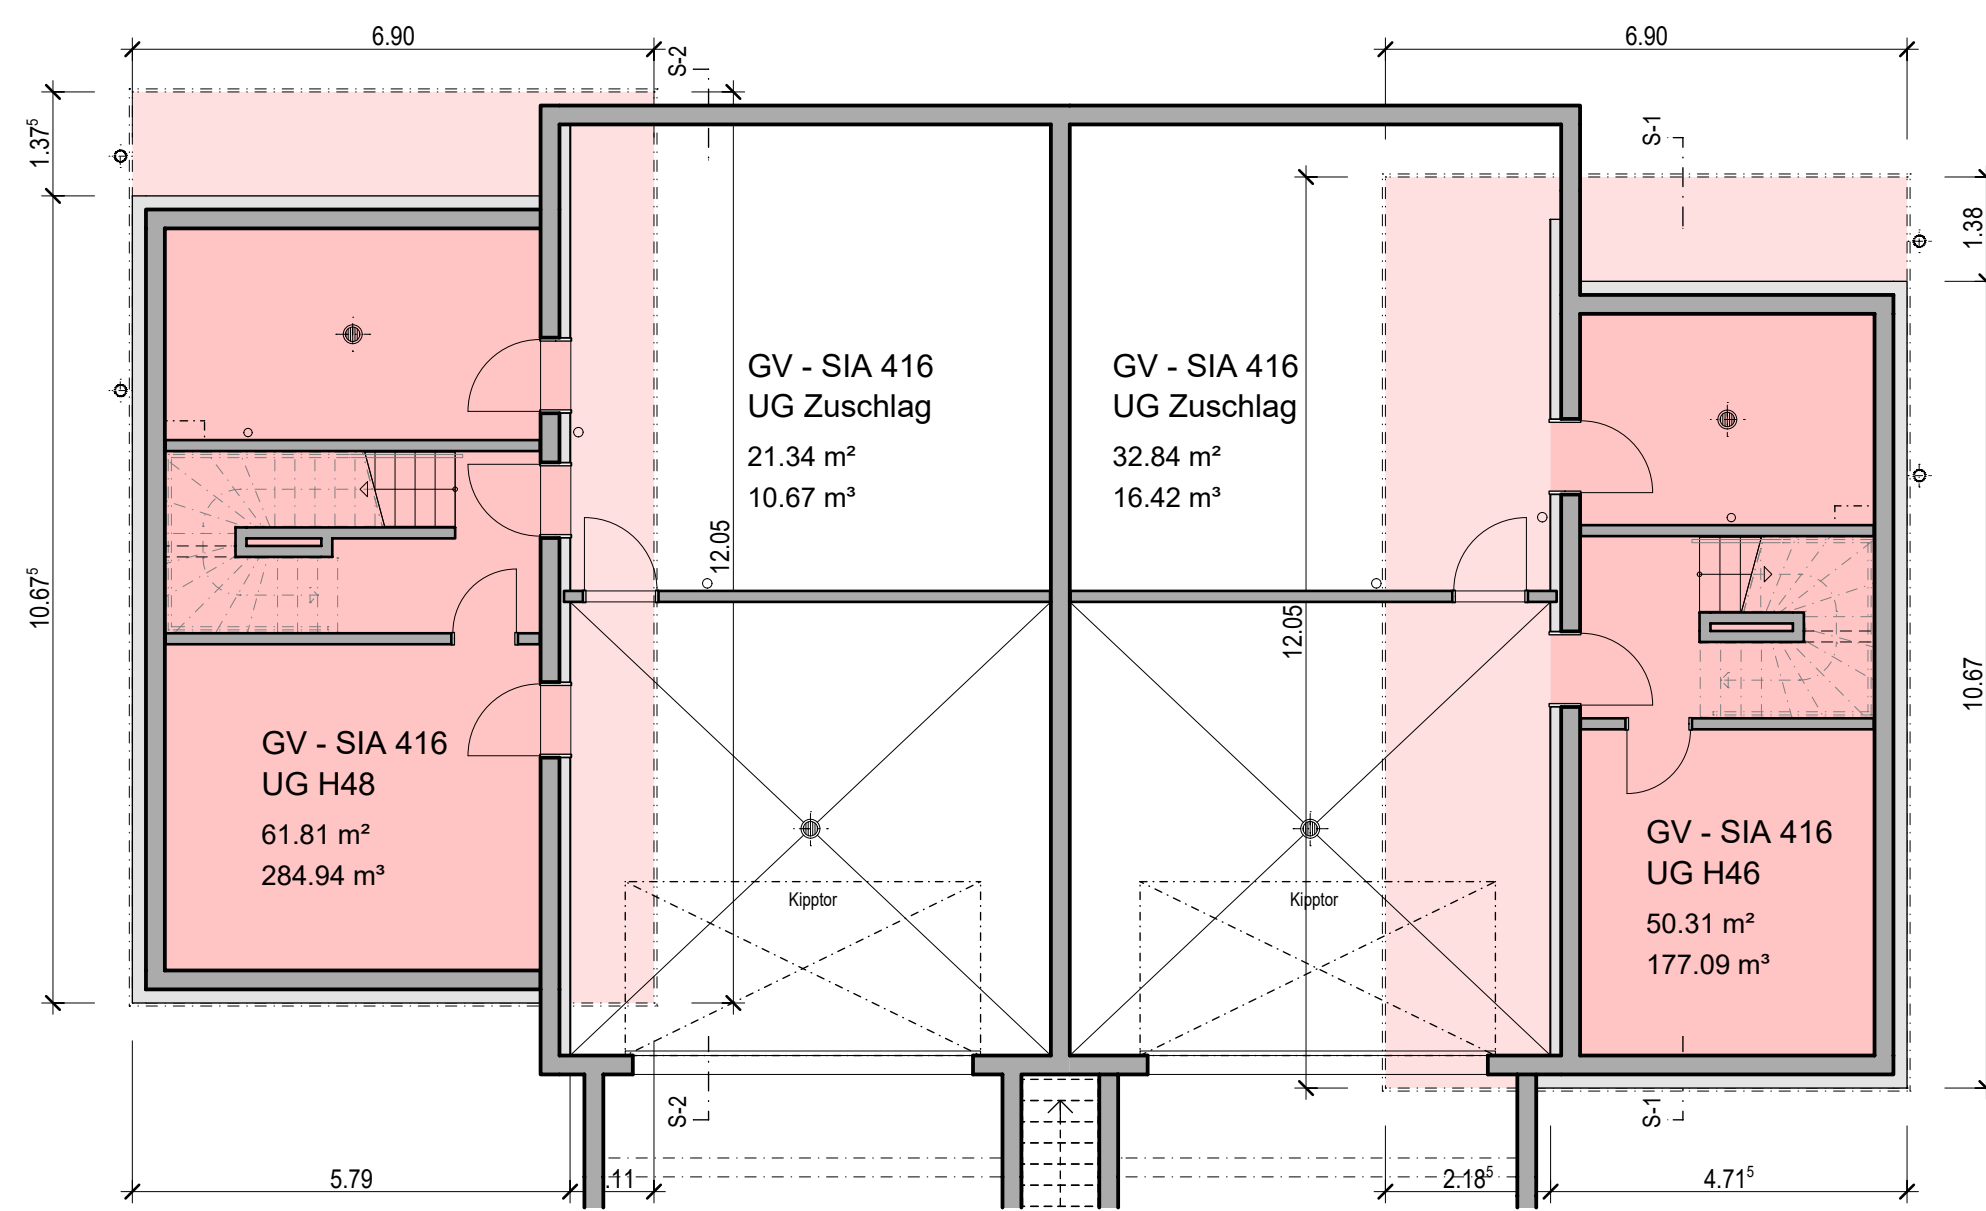 6.90
6.90
S-2
S-1
1.37⁵
1.38
GV - SIA 416
UG Zuschlag
21.34 m²
10.67 m³
GV - SIA 416
UG Zuschlag
32.84 m²
16.42 m³
12.05
12.05
10.67⁵
10.67
GV - SIA 416
UG H48
61.81 m²
284.94 m³
GV - SIA 416
UG H46
50.31 m²
177.09 m³
Kipptor
Kipptor
S-2
S-1
5.79
.11
2.18⁵
4.71⁵